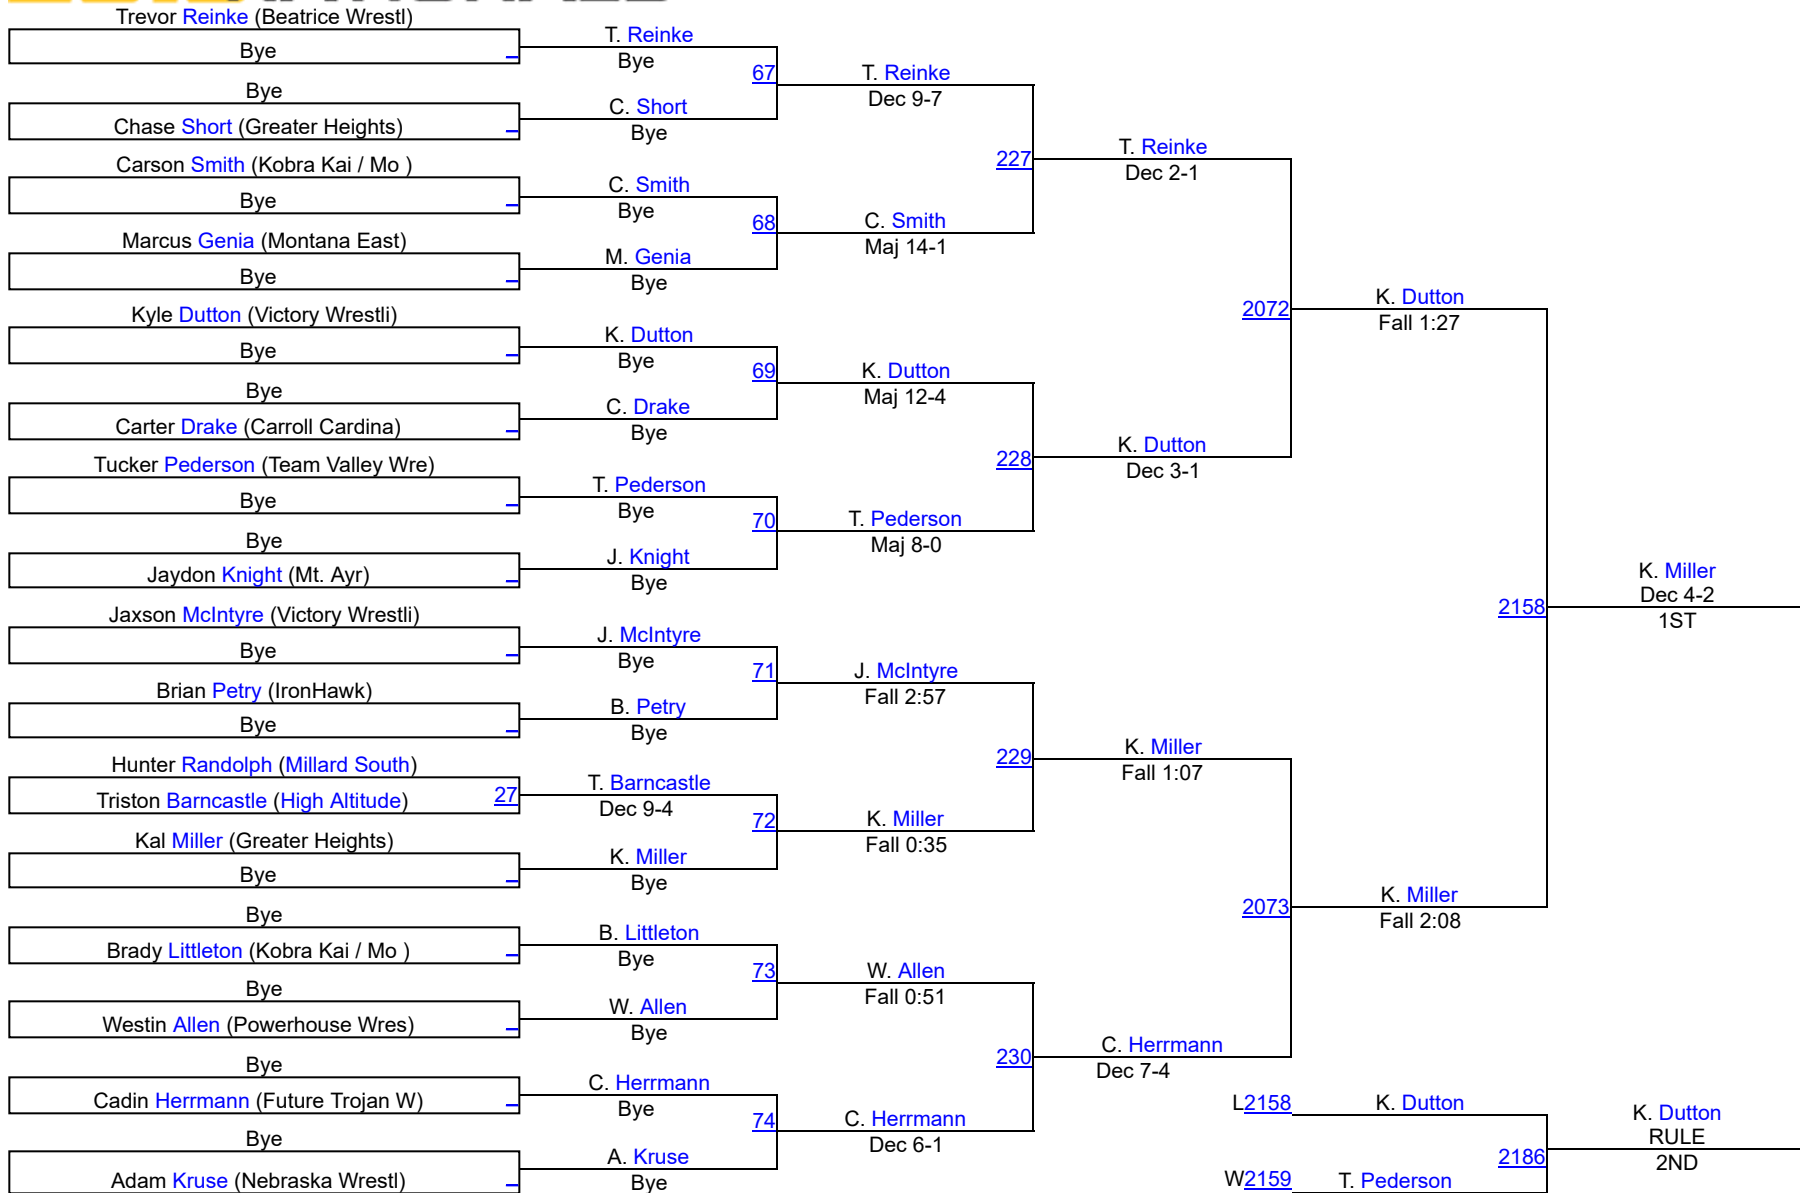 Trevor Reinke (Beatrice Wrestl)
Bye
Bye
Chase Short (Greater Heights)
Carson Smith (Kobra Kai / Mo )
Bye
Marcus Genia (Montana East)
Bye
Kyle Dutton (Victory Wrestli)
Bye
Bye
Carter Drake (Carroll Cardina)
Tucker Pederson (Team Valley Wre)
Bye
Bye
Jaydon Knight (Mt. Ayr)
Jaxson McIntyre (Victory Wrestli)
Bye
Brian Petry (IronHawk)
Bye
Hunter Randolph (Millard South)
Triston Barncastle (High Altitude)
27
Kal Miller (Greater Heights)
Bye
Bye
Brady Littleton (Kobra Kai / Mo )
Bye
Westin Allen (Powerhouse Wres)
Bye
Cadin Herrmann (Future Trojan W)
Bye
Adam Kruse (Nebraska Wrestl)
T. Reinke
Bye
67
C. Short
Bye
C. Smith
Bye
68
M. Genia
Bye
K. Dutton
Bye
69
C. Drake
Bye
T. Pederson
Bye
70
J. Knight
Bye
J. McIntyre
Bye
71
B. Petry
Bye
T. Barncastle
Dec 9-4
72
K. Miller
Bye
B. Littleton
Bye
73
W. Allen
Bye
C. Herrmann
Bye
74
A. Kruse
Bye
T. Reinke
Dec 9-7
227
C. Smith
Maj 14-1
K. Dutton
Maj 12-4
228
T. Pederson
Maj 8-0
J. McIntyre
Fall 2:57
229
K. Miller
Fall 0:35
W. Allen
Fall 0:51
230
C. Herrmann
Dec 6-1
T. Reinke
Dec 2-1
2072
K. Dutton
Dec 3-1
K. Miller
Fall 1:07
2073
C. Herrmann
Dec 7-4
K. Dutton
Fall 1:27
2158
K. Miller
Fall 2:08
K. Miller
Dec 4-2
1ST
L2158
K. Dutton
2186
W2159
T. Pederson
K. Dutton
RULE
2ND